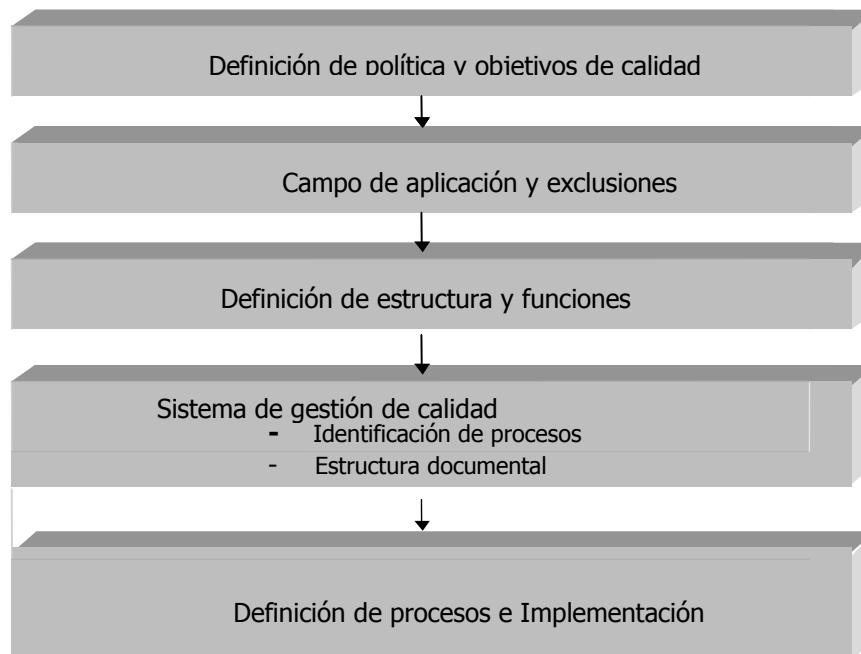 Definición de política y objetivos de calidad
Campo de aplicación y exclusiones
Definición de estructura y funciones
Sistema de gestión de calidad
- Identificación de procesos
- Estructura documental
Definición de procesos e Implementación